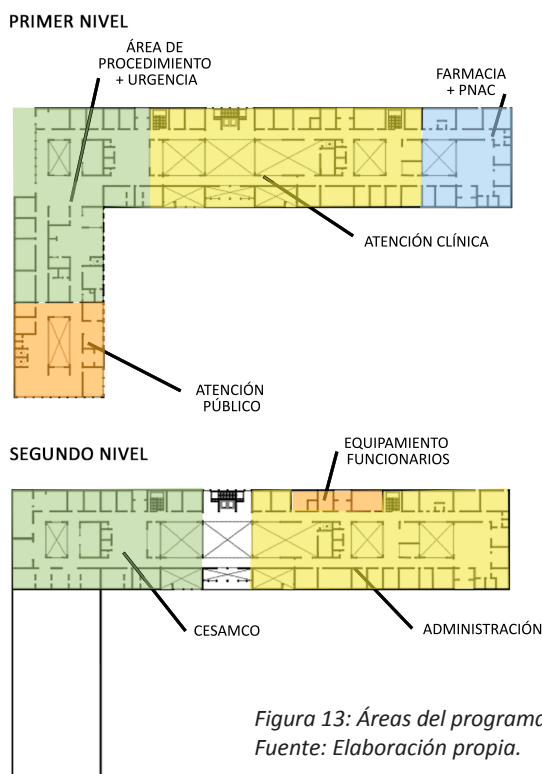 PRIMER NIVEL
ÁREA DE
PROCEDIMIENTO
+ URGENCIA
FARMACIA
+ PNAC
ATENCIÓN CLÍNICA
ATENCIÓN
PÚBLICO
SEGUNDO NIVEL
EQUIPAMIENTO
FUNCIONARIOS
CESAMCO
ADMINISTRACIÓN
Figura 13: Áreas del programa
Fuente: Elaboración propia.